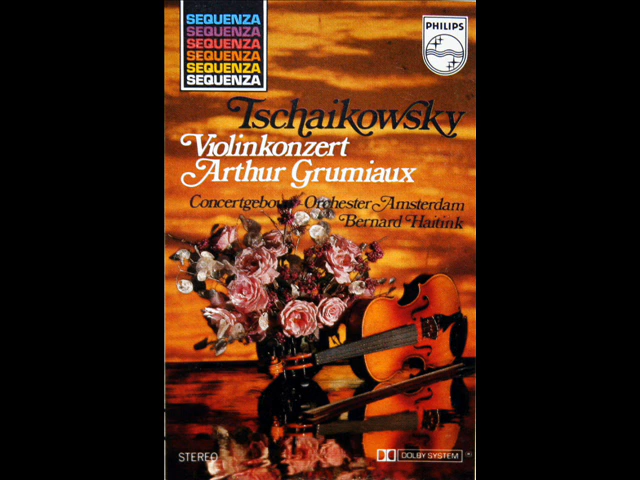 SEQUENZA
SEQUENZA
SEQUENZA
SEQUENZA
SEQUENZA
SEQUENZA
PHILIPS
Tschaikowsky
Violinkonzert
Arthur Grumiaux
Concertgebouw-Orchester Amsterdam
Bernard Haitink
STEREO
DOLBY SYSTEM ®